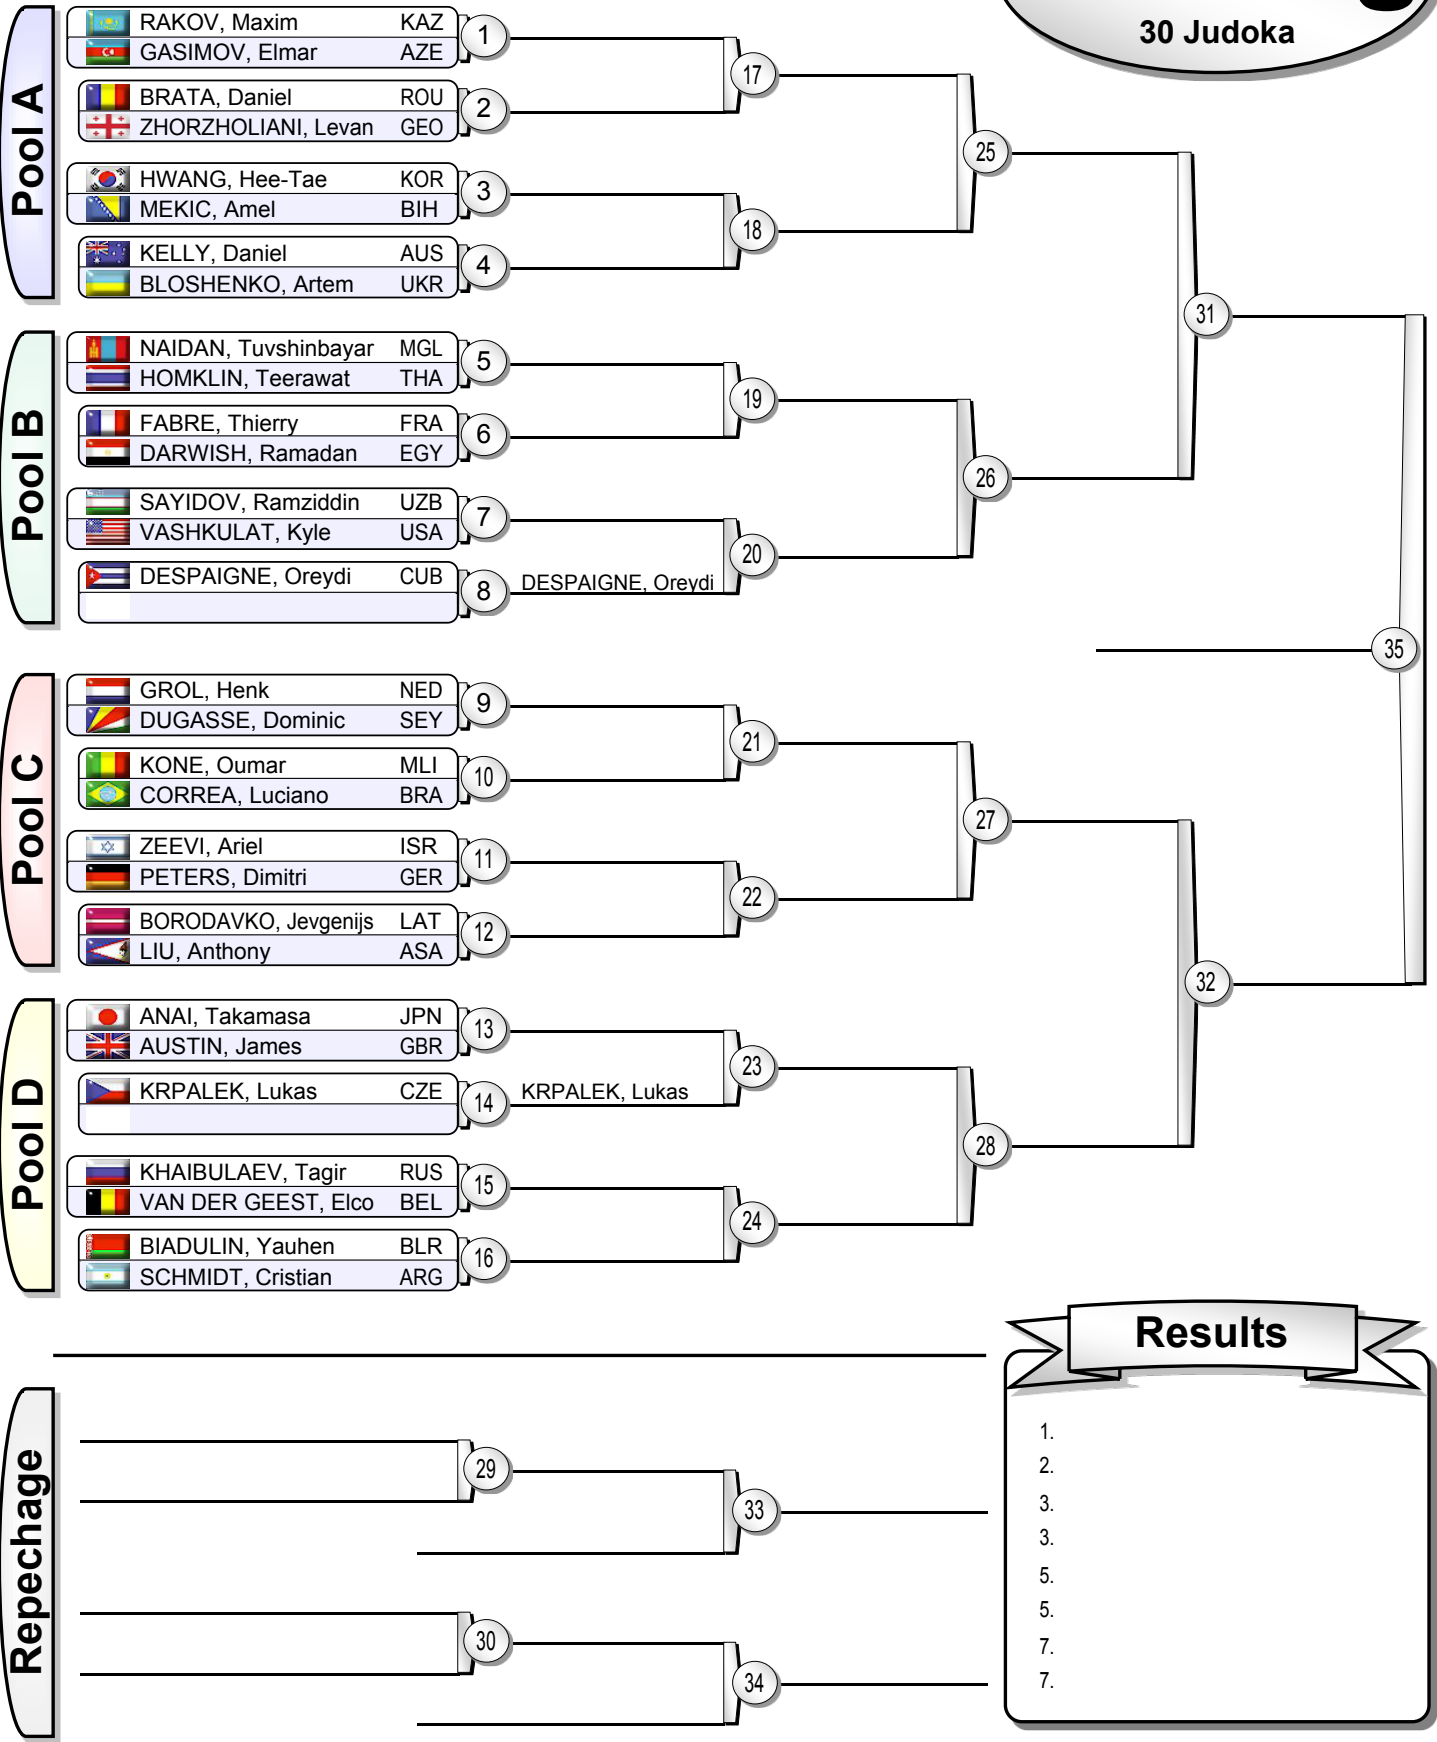 30 Judoka
Pool A
RAKOV, Maxim KAZ
GASIMOV, Elmar AZE
1
BRATA, Daniel ROU
ZHORZHOLIANI, Levan GEO
2
17
HWANG, Hee-Tae KOR
MEKIC, Amel BIH
3
KELLY, Daniel AUS
BLOSHENKO, Artem UKR
4
18
25
Pool B
NAIDAN, Tuvshinbayar MGL
HOMKLIN, Teerawat THA
5
FABRE, Thierry FRA
DARWISH, Ramadan EGY
6
19
SAYIDOV, Ramziddin UZB
VASHKULAT, Kyle USA
7
DESPAIGNE, Oreydi CUB
8 DESPAIGNE, Oreydi
20
26
31
35
Pool C
GROL, Henk NED
DUGASSE, Dominic SEY
9
KONE, Oumar MLI
CORREA, Luciano BRA
10
21
ZEEVI, Ariel ISR
PETERS, Dimitri GER
11
BORODAVKO, Jevgenijs LAT
LIU, Anthony ASA
12
22
27
Pool D
ANAI, Takamasa JPN
AUSTIN, James GBR
13
KRPALEK, Lukas CZE
14 KRPALEK, Lukas
23
KHAIBULAEV, Tagir RUS
VAN DER GEEST, Elco BEL
15
BIADULIN, Yauhen BLR
SCHMIDT, Cristian ARG
16
24
28
32
Repechage
29
33
30
34
Results
1.
2.
3.
3.
5.
5.
7.
7.